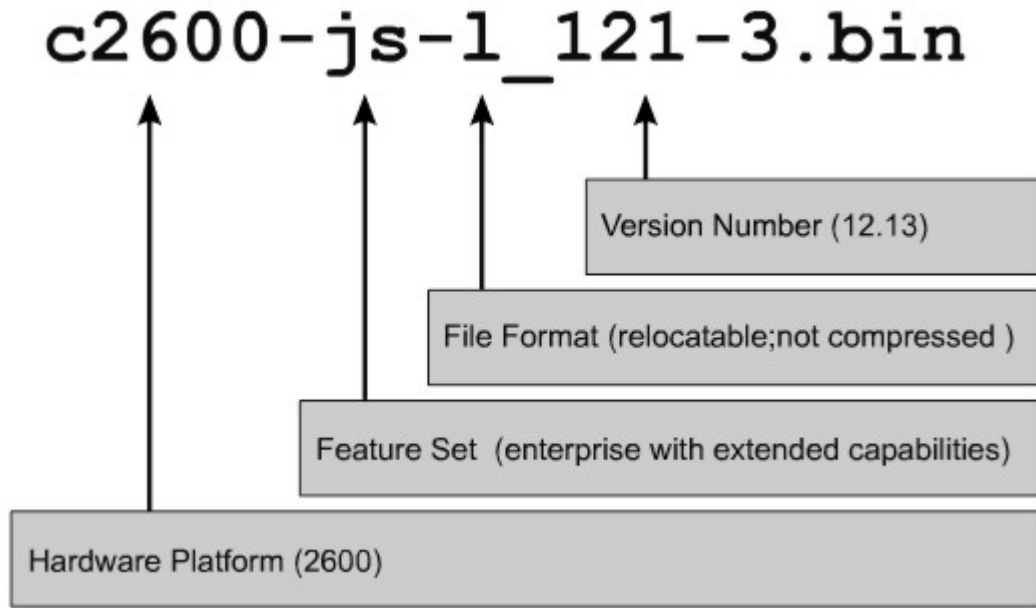 c2600-js-l_121-3.bin
Version Number (12.13)
File Format (relocatable;not compressed )
Feature Set  (enterprise with extended capabilities)
Hardware Platform (2600)